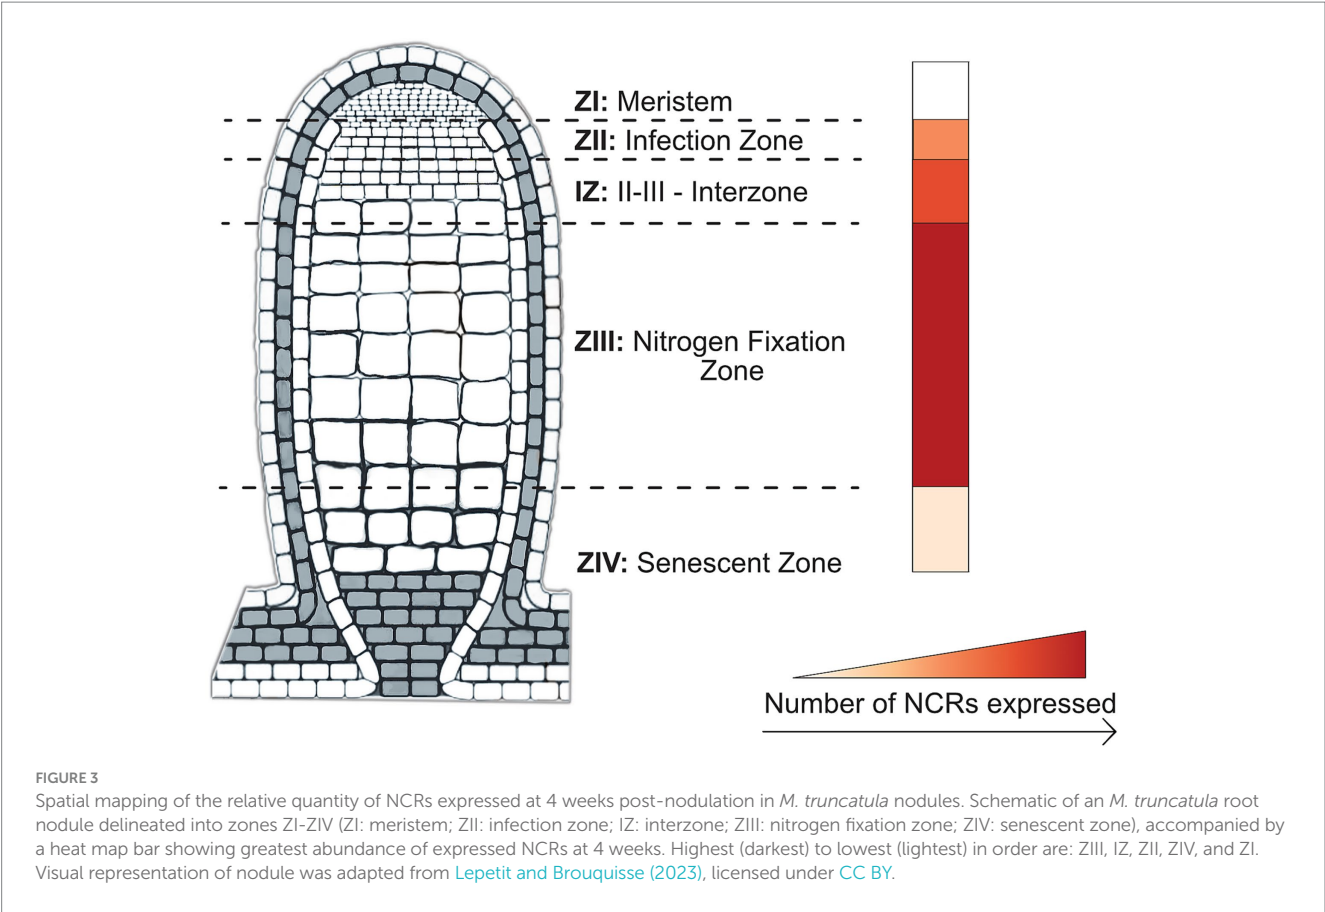 ZI: Meristem
ZII: Infection Zone
IZ: II-III - Interzone
ZIII: Nitrogen Fixation
Zone
ZIV: Senescent Zone
Number of NCRs expressed
FIGURE 3
Spatial mapping of the relative quantity of NCRs expressed at 4 weeks post-nodulation in M. truncatula nodules. Schematic of an M. truncatula root
nodule delineated into zones ZI-ZIV (ZI: meristem; ZII: infection zone; IZ: interzone; ZIII: nitrogen fixation zone; ZIV: senescent zone), accompanied by
a heat map bar showing greatest abundance of expressed NCRs at 4 weeks. Highest (darkest) to lowest (lightest) in order are: ZIII, IZ, ZII, ZIV, and ZI.
Visual representation of nodule was adapted from Lepetit and Brouquisse (2023), licensed under CC BY.